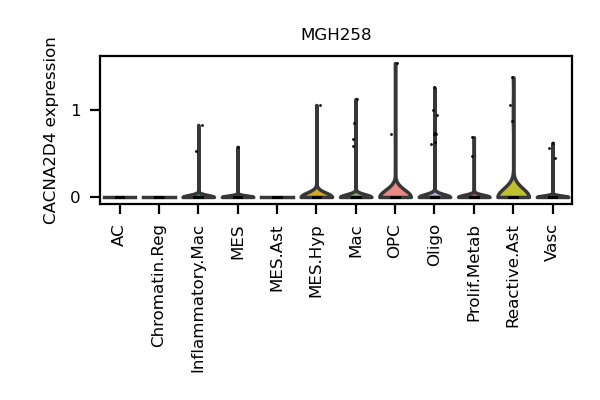 MGH258
CACNA2D4 expression
1
0
AC
Chromatin.Reg
Inflammatory.Mac
MES
MES.Ast
MES.Hyp
Mac
OPC
Oligo
Prolif.Metab
Reactive.Ast
Vasc